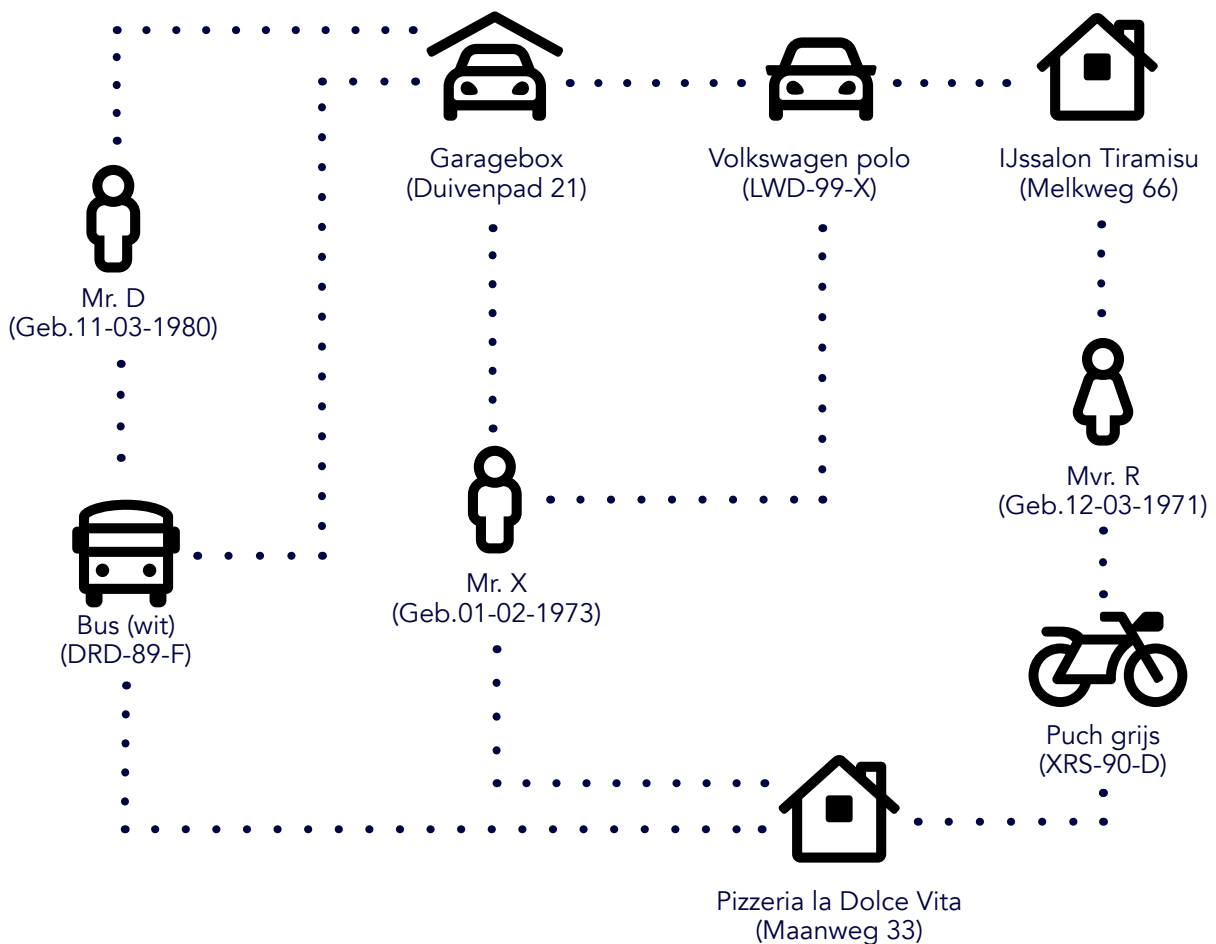 Garagebox
(Duivenpad 21)
Volkswagen polo
(LWD-99-X)
IJssalon Tiramisu
(Melkweg 66)
Mr. D
(Geb.11-03-1980)
Mvr. R
(Geb.12-03-1971)
Mr. X
(Geb.01-02-1973)
Bus (wit)
(DRD-89-F)
Puch grijs
(XRS-90-D)
Pizzeria la Dolce Vita
(Maanweg 33)